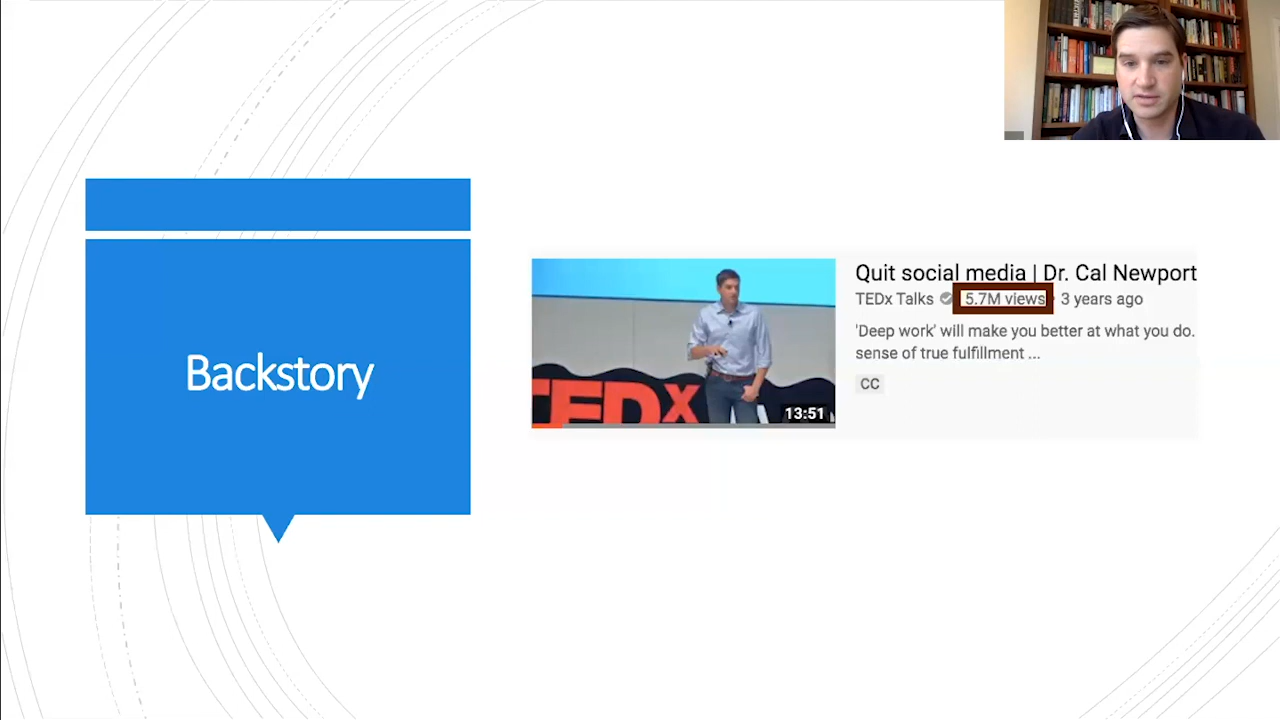 Backstory
TEDx
13:51
Quit social media | Dr. Cal Newport
TEDx Talks 5.7M views 3 years ago
'Deep work' will make you better at what you do.
sense of true fulfillment ...
CC